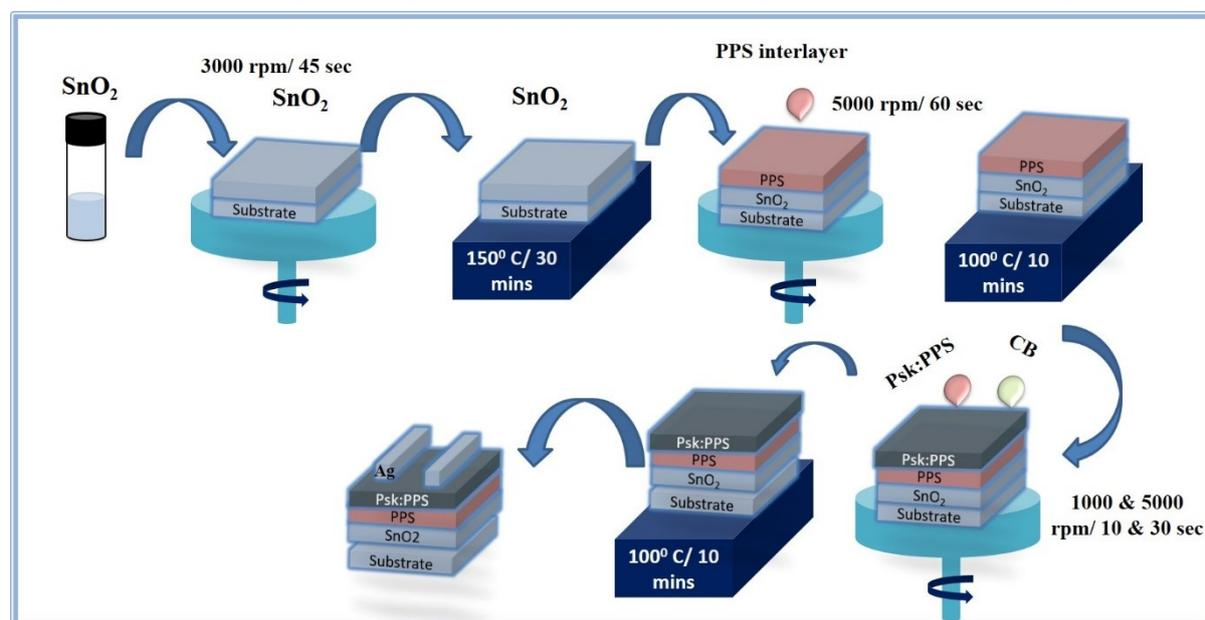 SnO₂
3000 rpm/ 45 sec
SnO₂
Substrate
SnO₂
Substrate
150⁰ C/ 30
mins
PPS interlayer
5000 rpm/ 60 sec
PPS
SnO₂
Substrate
PPS
SnO₂
Substrate
100⁰ C/ 10
mins
Psk:PPS
CB
Psk:PPS
PPS
SnO₂
Substrate
1000 & 5000
rpm/ 10 & 30 sec
Psk:PPS
PPS
SnO₂
Substrate
100⁰ C/ 10
mins
Ag
Psk:PPS
PPS
SnO2
Substrate